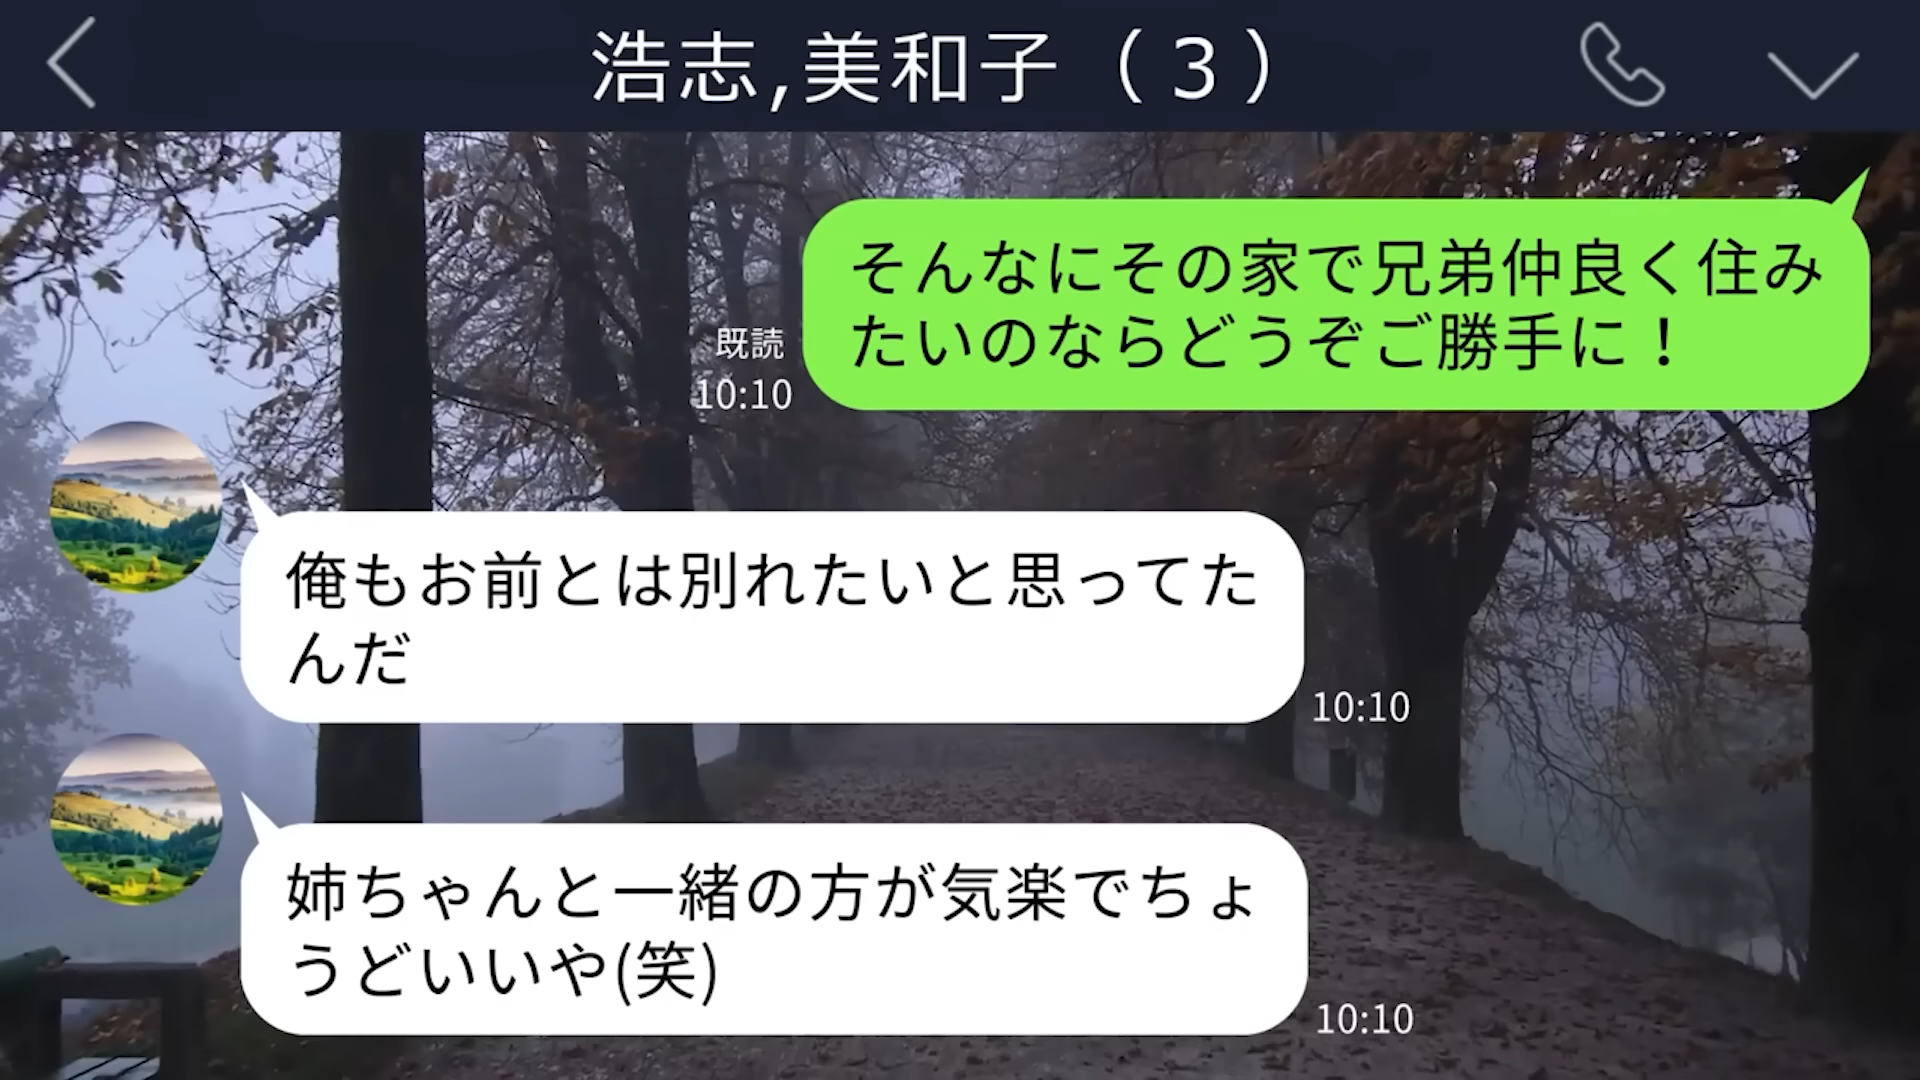 浩志,美和子（３）
そんなにその家で兄弟仲良く住み
たいのならどうぞご勝手に！
既読
10:10
俺もお前とは別れたいと思ってた
んだ
10:10
姉ちゃんと一緒の方が気楽でちょ
うどいいや(笑)
10:10